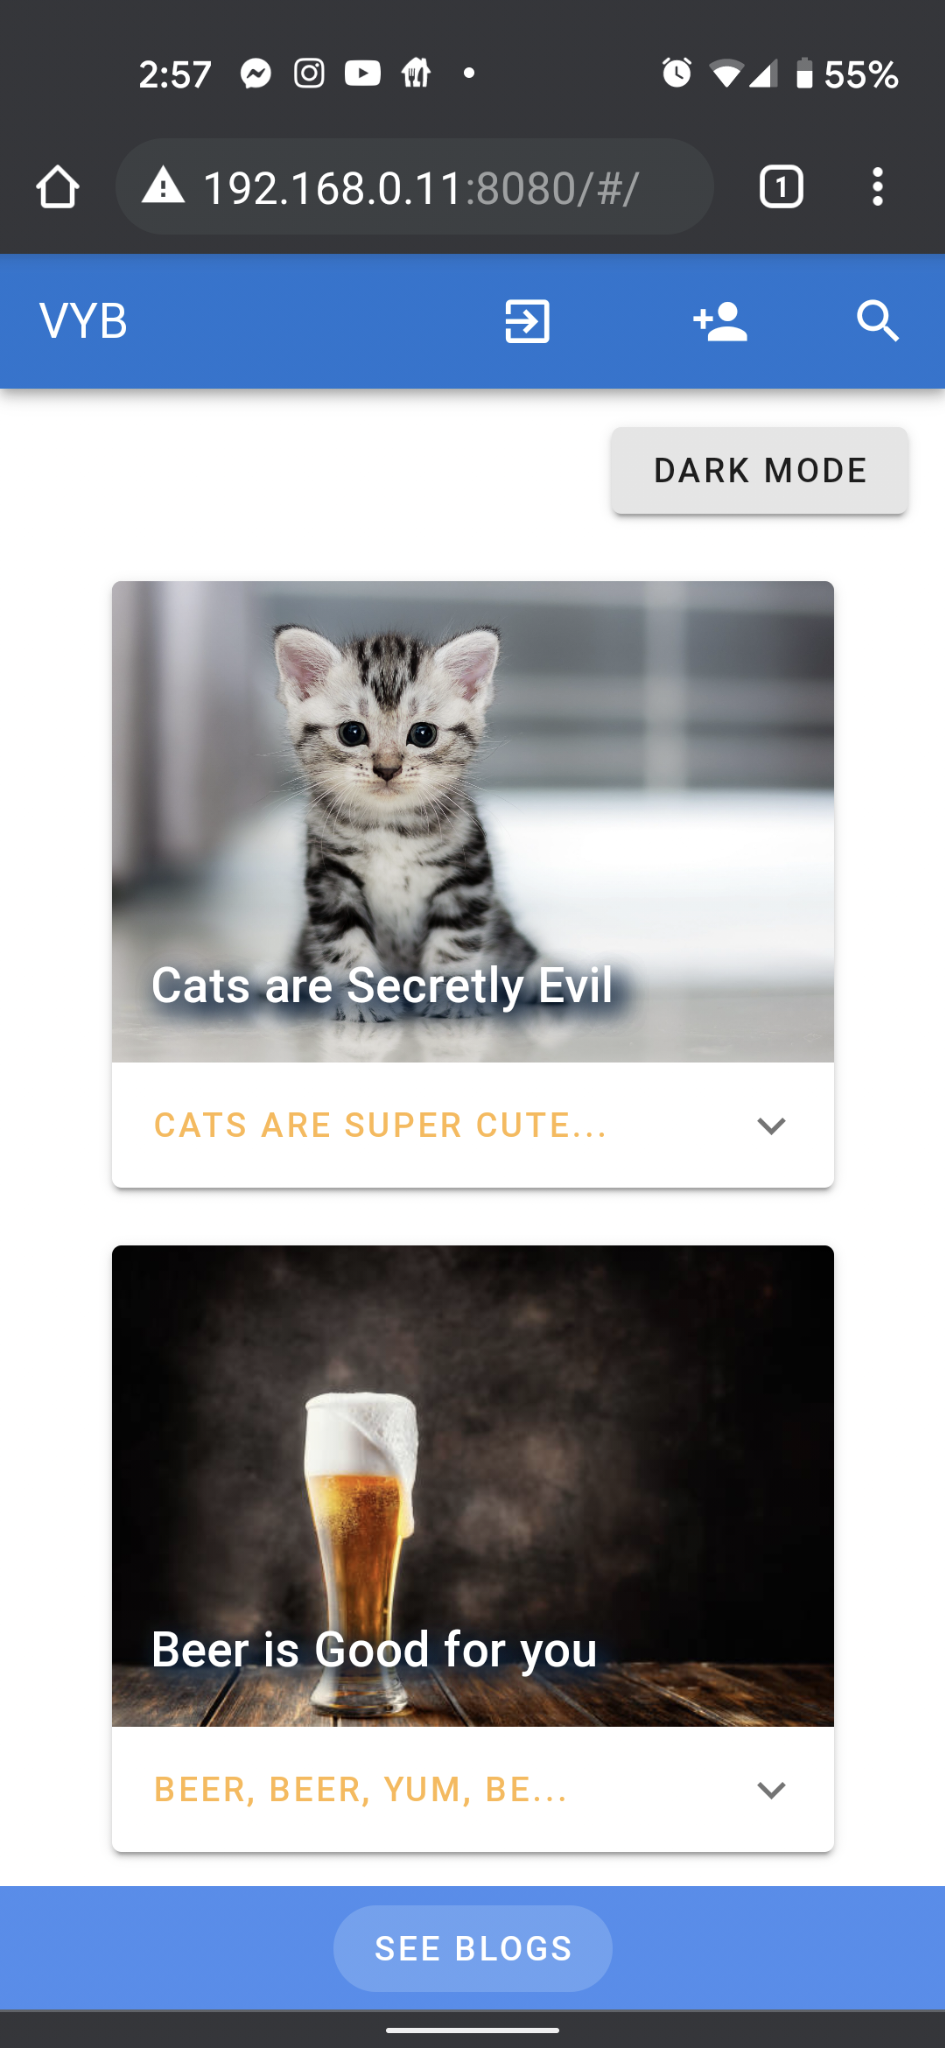 2:57 55%
192.168.0.11:8080/#/ 1
VYB
DARK MODE
Cats are Secretly Evil
CATS ARE SUPER CUTE...
Beer is Good for you
BEER, BEER, YUM, BE...
SEE BLOGS